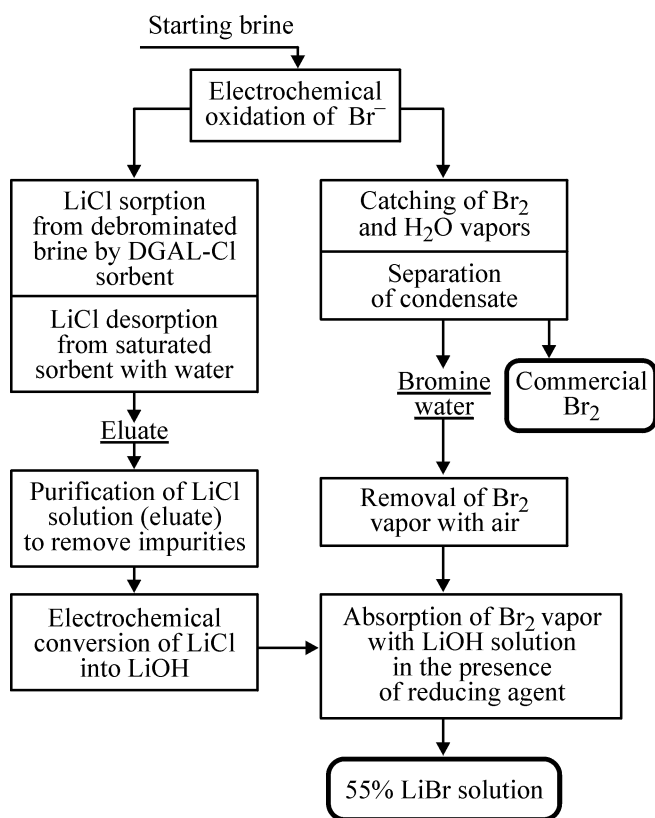 Starting brine
Electrochemical
oxidation of Br⁻
LiCl sorption
from debrominated
brine by DGAL-Cl
sorbent
LiCl desorption
from saturated
sorbent with water
Eluate
Purification of LiCl
solution (eluate)
to remove impurities
Electrochemical
conversion of LiCl
into LiOH
Catching of Br₂
and H₂O vapors
Separation
of condensate
Bromine
water
Commercial
Br₂
Removal of Br₂
vapor with air
Absorption of Br₂ vapor
with LiOH solution
in the presence
of reducing agent
55% LiBr solution